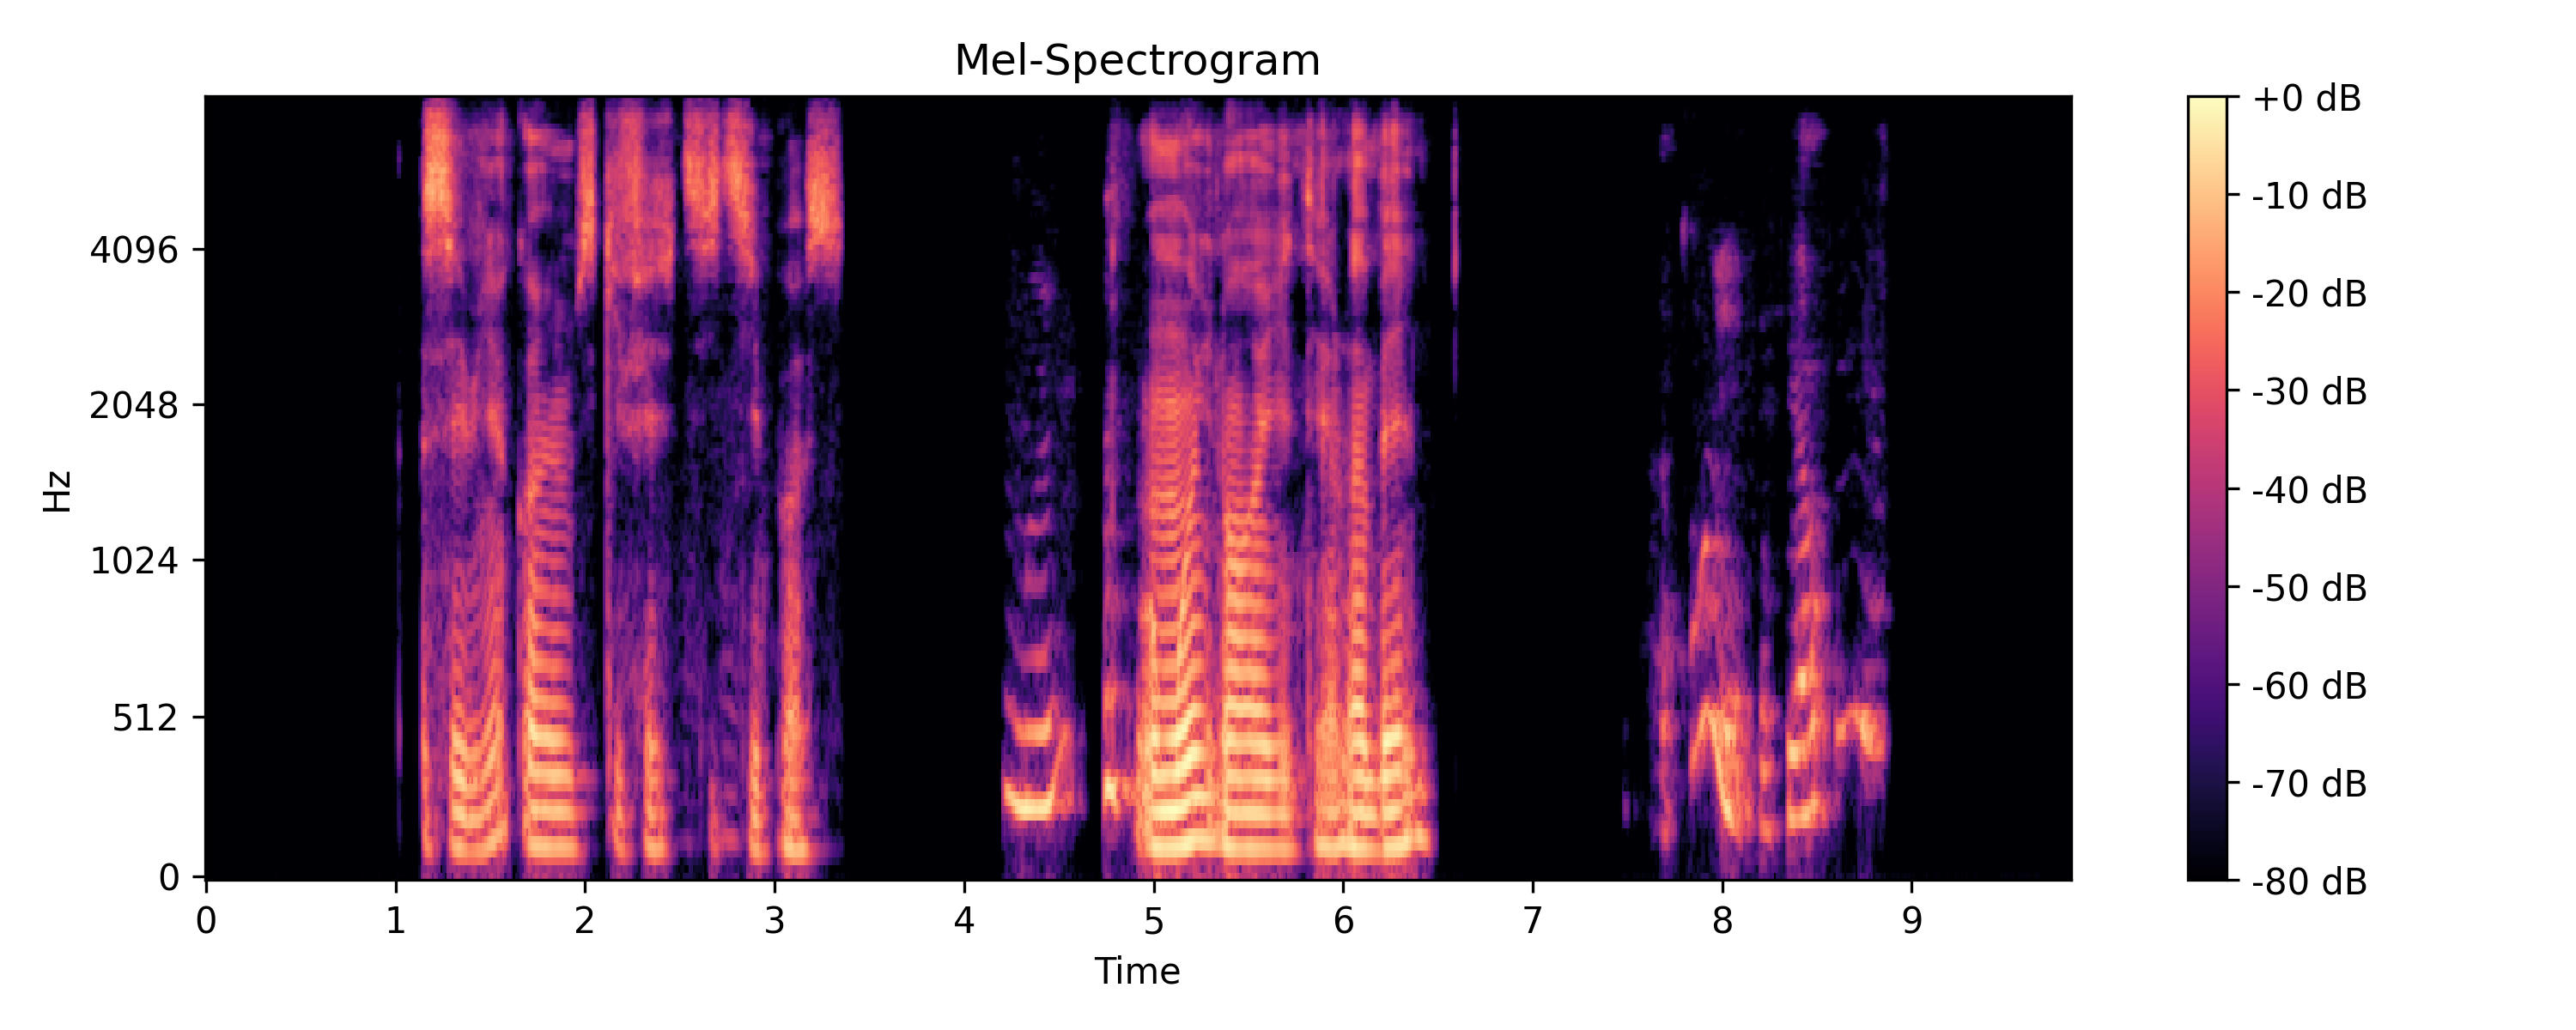 Mel-Spectrogram
+0 dB
-10 dB
-20 dB
-30 dB
-40 dB
-50 dB
-60 dB
-70 dB
-80 dB
Hz
4096
2048
1024
512
0
0 1 2 3 4 5 6 7 8 9
Time